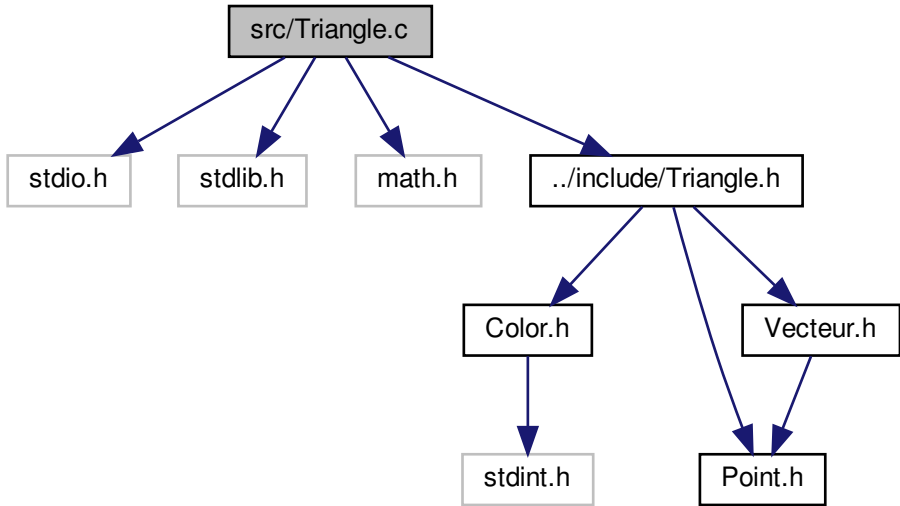 src/Triangle.c
stdio.h
stdlib.h
math.h
../include/Triangle.h
Color.h
Vecteur.h
stdint.h
Point.h